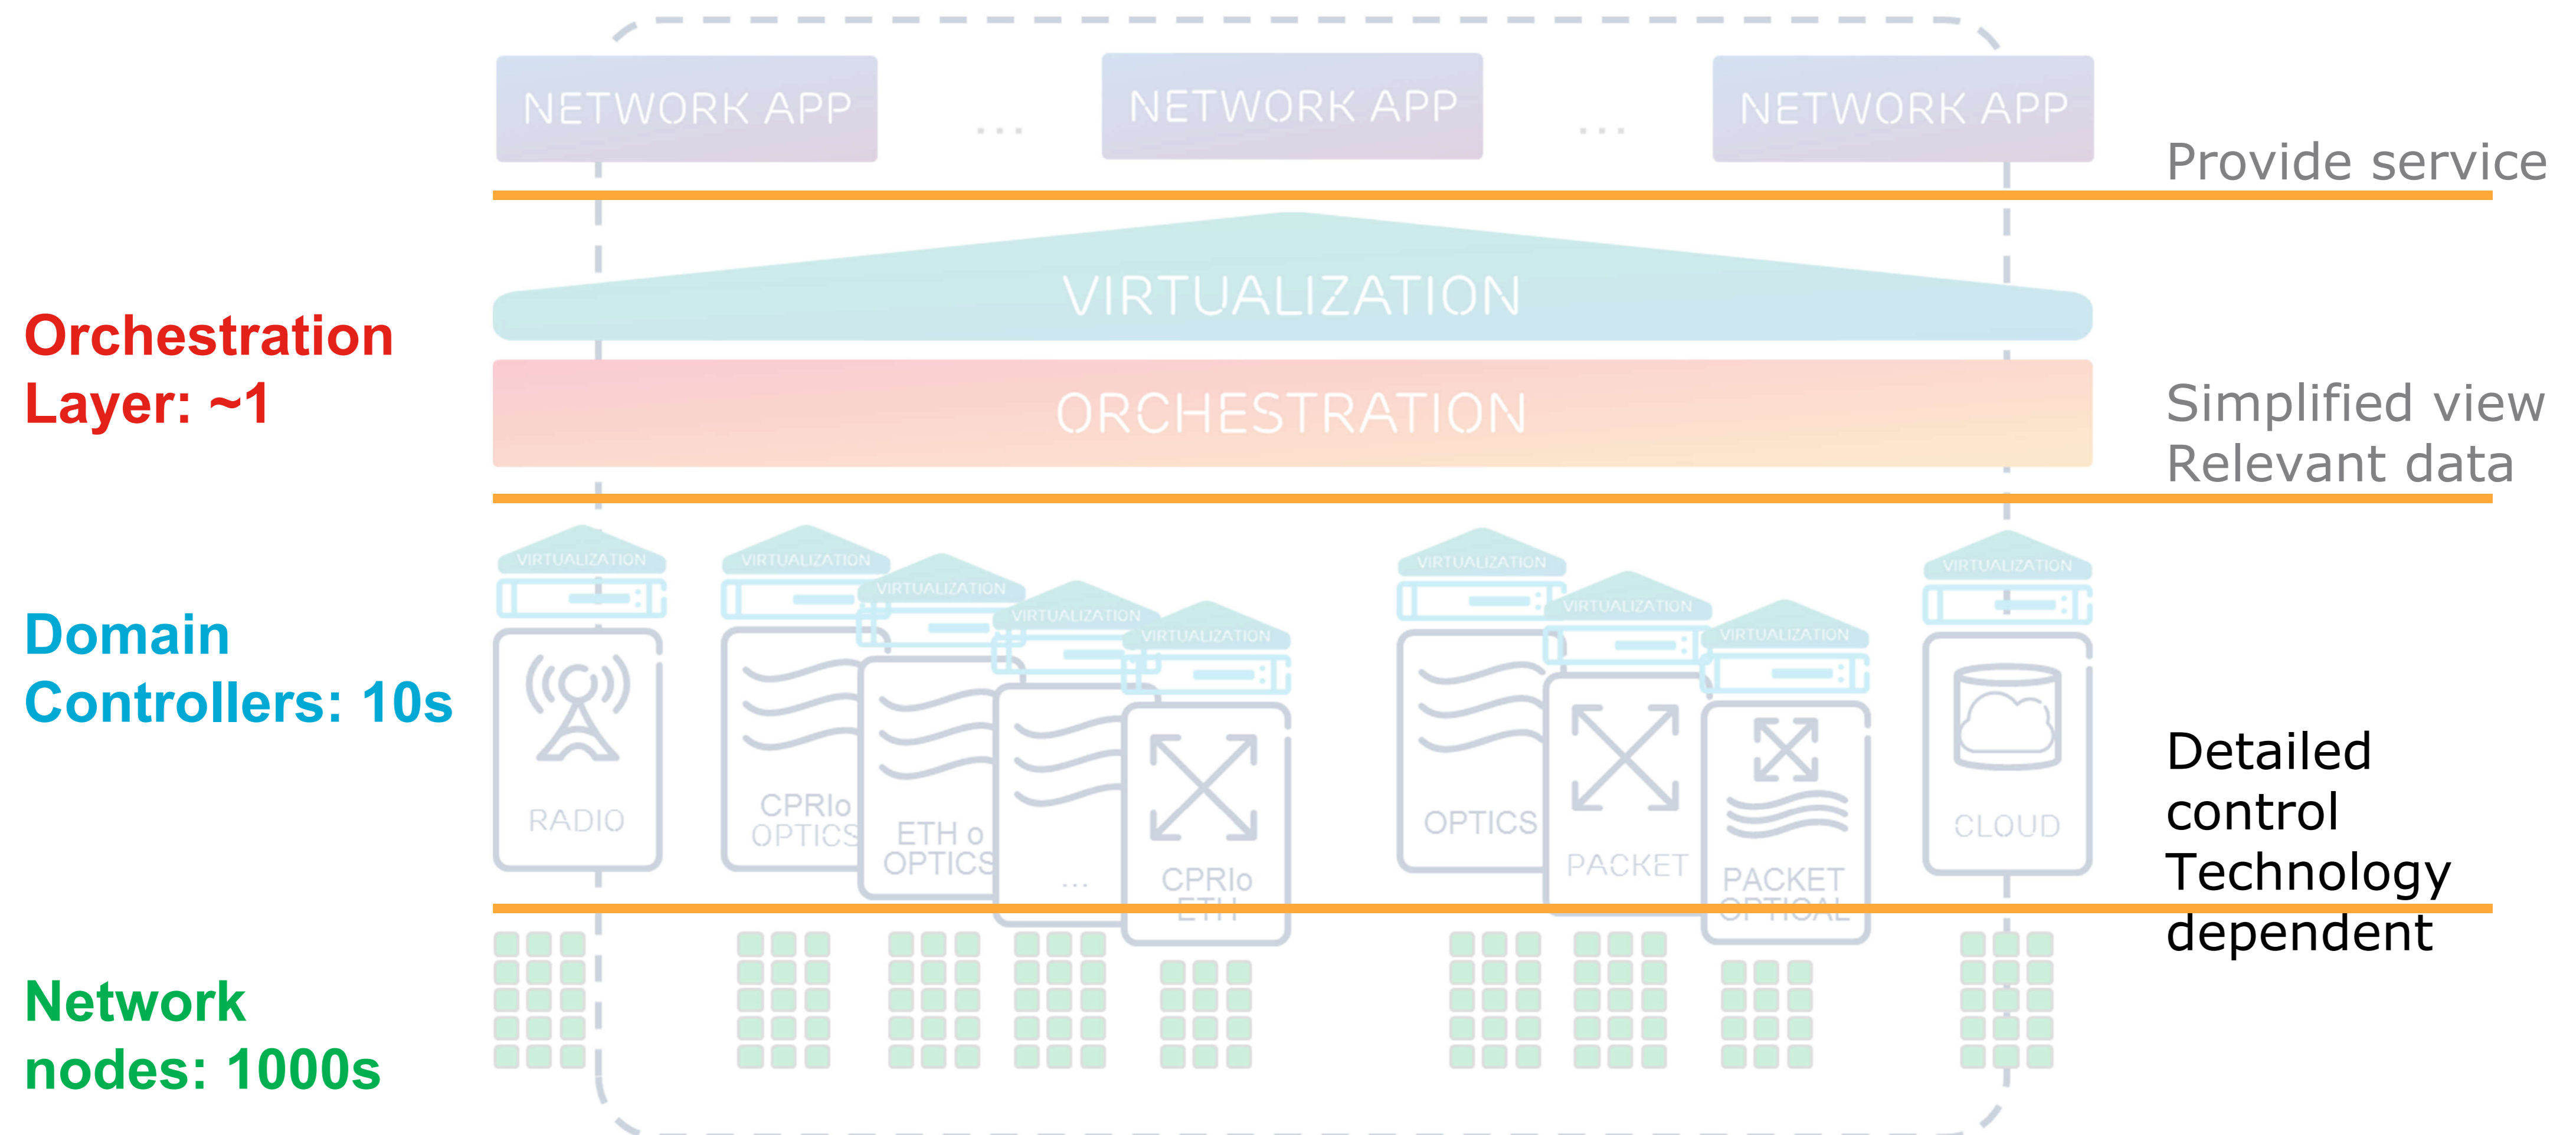 NETWORK APP
...
NETWORK APP
...
NETWORK APP
Provide service
VIRTUALIZATION
Orchestration
Layer: ~1
ORCHESTRATION
Simplified view
Relevant data
VIRTUALIZATION
VIRTUALIZATION
VIRTUALIZATION
VIRTUALIZATION
VIRTUALIZATION
VIRTUALIZATION
VIRTUALIZATION
VIRTUALIZATION
VIRTUALIZATION
Domain
Controllers: 10s
RADIO
CPRIo
OPTICS
ETH o
OPTICS
...
CPRIo
ETH
OPTICS
PACKET
PACKET
OPTICAL
CLOUD
Detailed
control
Technology
dependent
Network
nodes: 1000s